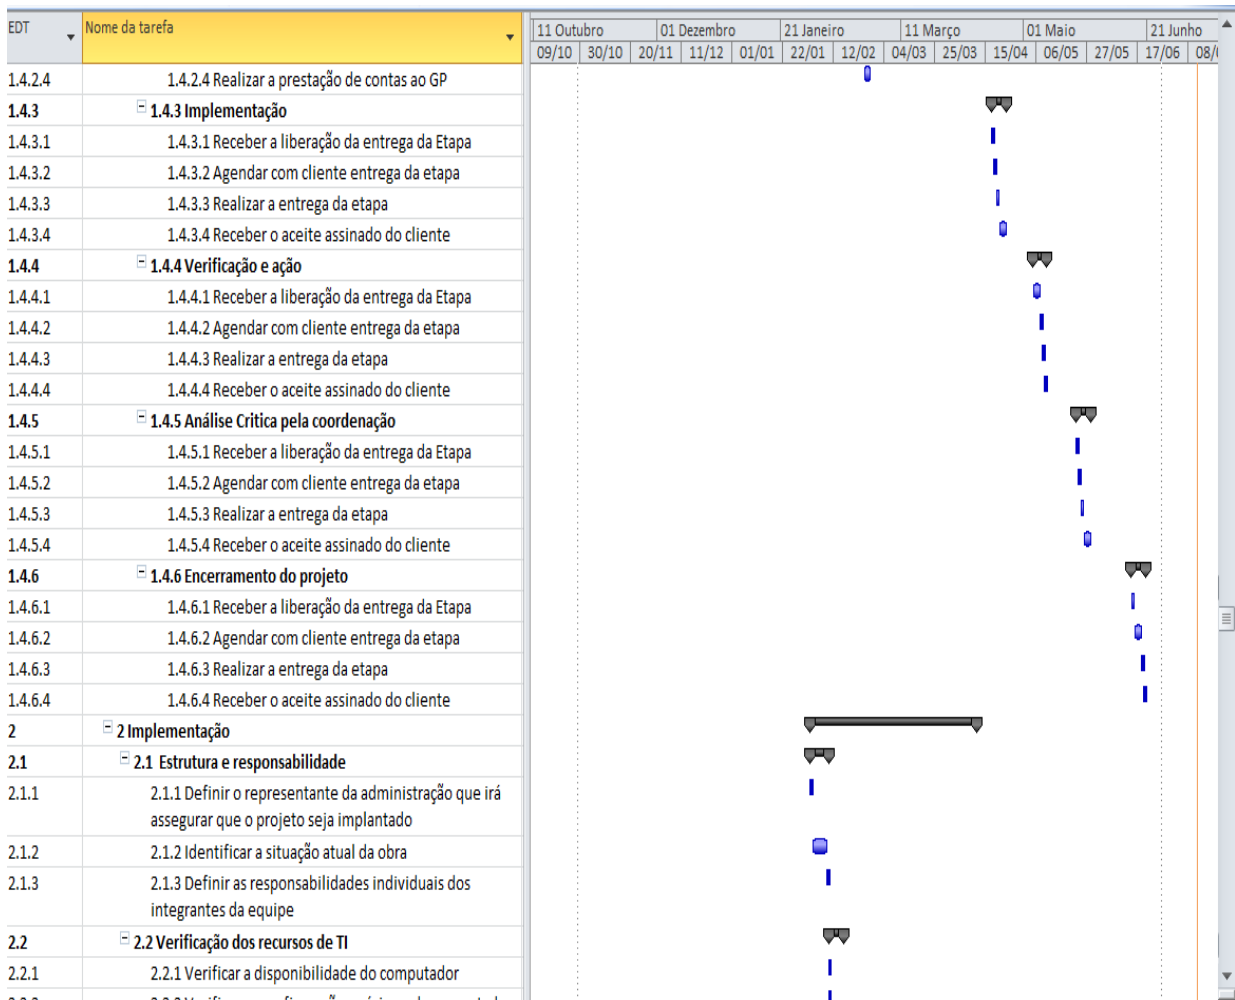 EDT Nome da tarefa 11 Outubro 01 Dezembro 21 Janeiro 11 Março 01 Maio 21 Junho
09/10 30/10 20/11 11/12 01/01 22/01 12/02 04/03 25/03 15/04 06/05 27/05 17/06
1.4.2.4 1.4.2.4 Realizar a prestação de contas ao GP
1.4.3 1.4.3 Implementação
1.4.3.1 1.4.3.1 Receber a liberação da entrega da Etapa
1.4.3.2 1.4.3.2 Agendar com cliente entrega da etapa
1.4.3.3 1.4.3.3 Realizar a entrega da etapa
1.4.3.4 1.4.3.4 Receber o aceite assinado do cliente
1.4.4 1.4.4 Verificação e ação
1.4.4.1 1.4.4.1 Receber a liberação da entrega da Etapa
1.4.4.2 1.4.4.2 Agendar com cliente entrega da etapa
1.4.4.3 1.4.4.3 Realizar a entrega da etapa
1.4.4.4 1.4.4.4 Receber o aceite assinado do cliente
1.4.5 1.4.5 Análise Critica pela coordenação
1.4.5.1 1.4.5.1 Receber a liberação da entrega da Etapa
1.4.5.2 1.4.5.2 Agendar com cliente entrega da etapa
1.4.5.3 1.4.5.3 Realizar a entrega da etapa
1.4.5.4 1.4.5.4 Receber o aceite assinado do cliente
1.4.6 1.4.6 Encerramento do projeto
1.4.6.1 1.4.6.1 Receber a liberação da entrega da Etapa
1.4.6.2 1.4.6.2 Agendar com cliente entrega da etapa
1.4.6.3 1.4.6.3 Realizar a entrega da etapa
1.4.6.4 1.4.6.4 Receber o aceite assinado do cliente
2 2 Implementação
2.1 2.1 Estrutura e responsabilidade
2.1.1 2.1.1 Definir o representante da administração que irá
assegurar que o projeto seja implantado
2.1.2 2.1.2 Identificar a situação atual da obra
2.1.3 2.1.3 Definir as responsabilidades individuais dos
integrantes da equipe
2.2 2.2 Verificação dos recursos de TI
2.2.1 2.2.1 Verificar a disponibilidade do computador